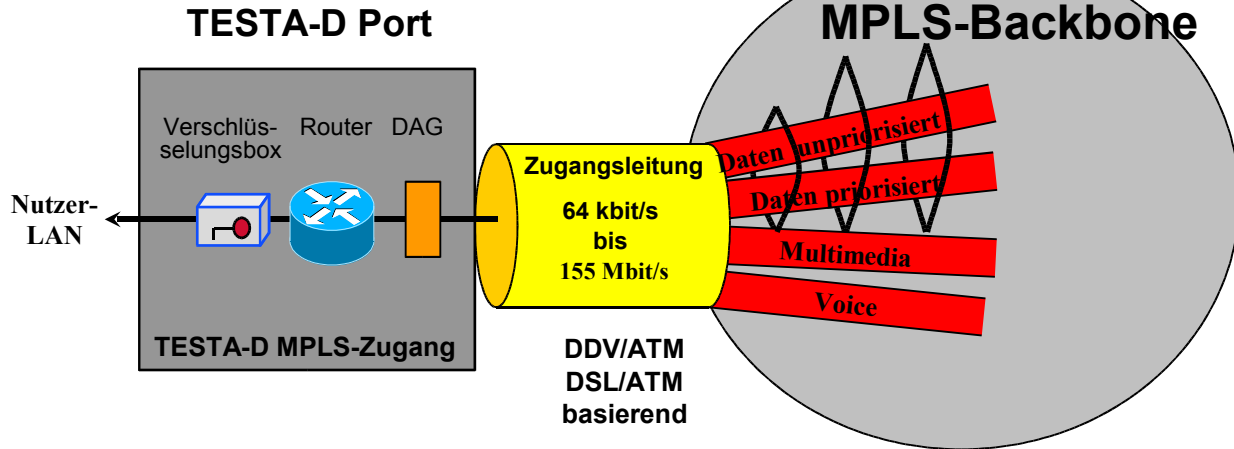 TESTA-D Port
MPLS-Backbone
Verschlüs-
selungsbox
Router
DAG
Nutzer-
LAN
TESTA-D MPLS-Zugang
Zugangsleitung
64 kbit/s
bis
155 Mbit/s
DDV/ATM
DSL/ATM
basierend
Daten unpriorisiert
Daten priorisiert
Multimedia
Voice